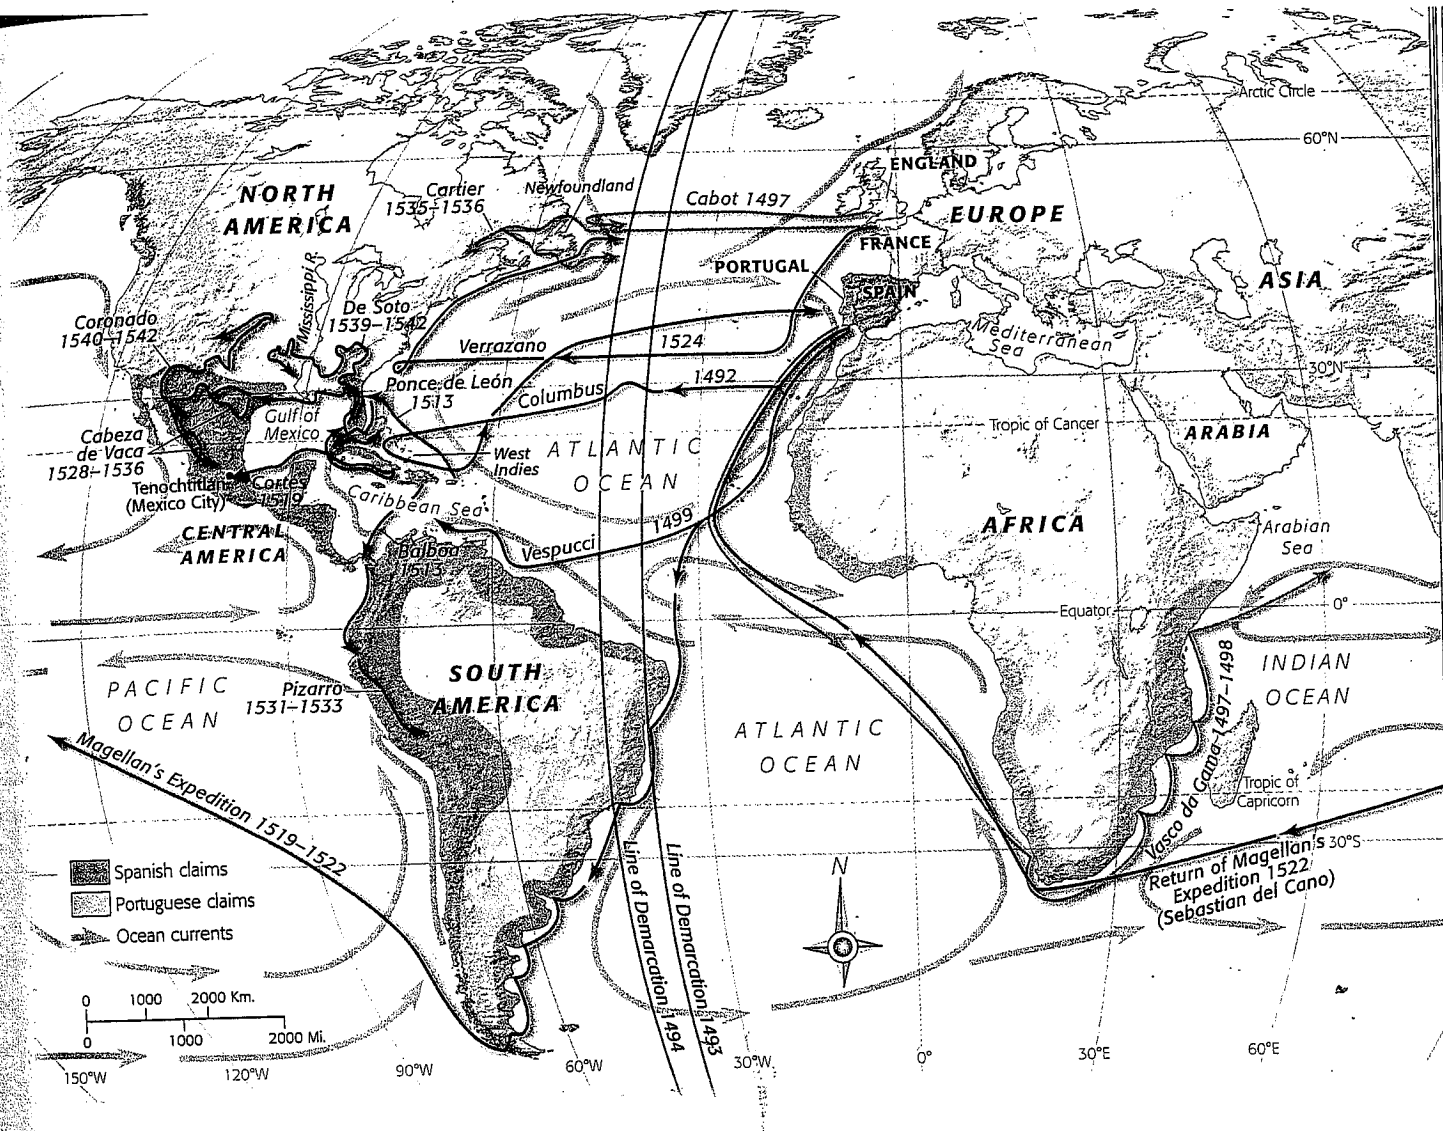 Arctic Circle
60°N
NORTH
AMERICA
Cartier
1535–1536
Newfoundland
Cabot 1497
ENGLAND
EUROPE
FRANCE
PORTUGAL
SPAIN
ASIA
Mississippi R.
De Soto
1539–1542
Coronado
1540–1542
Verrazano
1524
Mediterranean
Sea
30°N
Ponce de León
1513
Columbus
1492
Gulf of
Mexico
Cabeza
de Vaca
1528–1536
Tropic of Cancer
ARABIA
West
Indies
ATLANTIC
OCEAN
Tenochtitlan
(Mexico City)
Cortés
1519
Caribbean Sea
CENTRAL
AMERICA
Balboa
1513
Vespucci
1499
AFRICA
Arabian
Sea
Equator
0°
SOUTH
AMERICA
PACIFIC
OCEAN
Pizarro
1531–1533
ATLANTIC
OCEAN
INDIAN
OCEAN
Vasco da Gama 1497–1498
Magellan's Expedition 1519–1522
Tropic of
Capricorn
30°S
Return of Magellan's
Expedition 1522
(Sebastian del Cano)
Line of Demarcation 1494
Line of Demarcation 1493
N
Spanish claims
Portuguese claims
Ocean currents
0 1000 2000 Km.
0 1000 2000 Mi.
150°W 120°W 90°W 60°W 30°W 0° 30°E 60°E